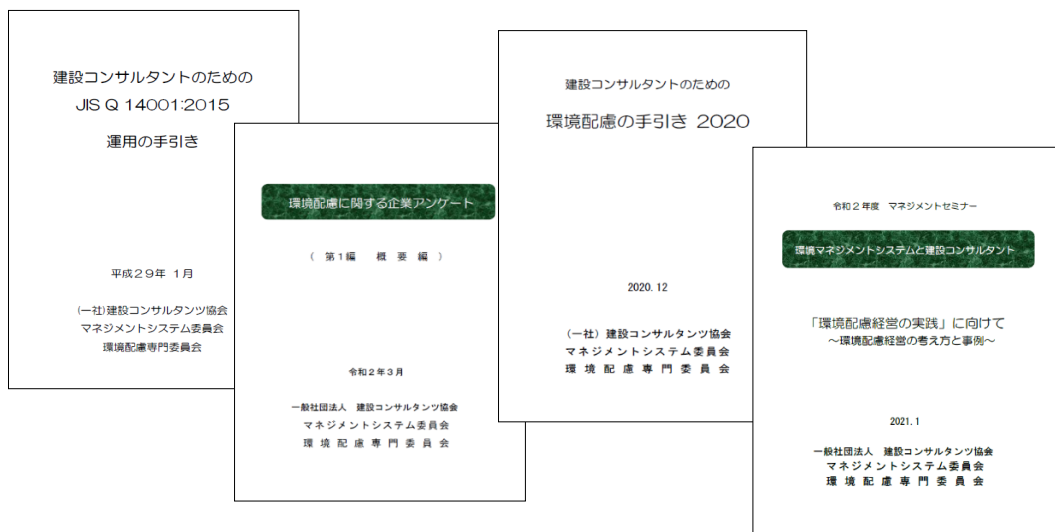 建設コンサルタントのための
JIS Q 14001:2015
運用の手引き
平成29年 1月
(一社)建設コンサルタンツ協会
マネジメントシステム委員会
環境配慮専門委員会
環境配慮に関する企業アンケート
( 第1編 概 要 編 )
令和2年3月
一般社団法人 建設コンサルタンツ協会
マネジメントシステム委員会
環 境 配 慮 専 門 委 員 会
建設コンサルタントのための
環境配慮の手引き 2020
2020.12
(一社)建設コンサルタンツ協会
マネジメントシステム委員会
環 境 配 慮 専 門 委 員 会
令和2年度 マネジメントセミナー
環境マネジメントシステムと建設コンサルタント
「環境配慮経営の実践」に向けて
~環境配慮経営の考え方と事例~
2021.1
一般社団法人 建設コンサルタンツ協会
マネジメントシステム委員会
環 境 配 慮 専 門 委 員 会